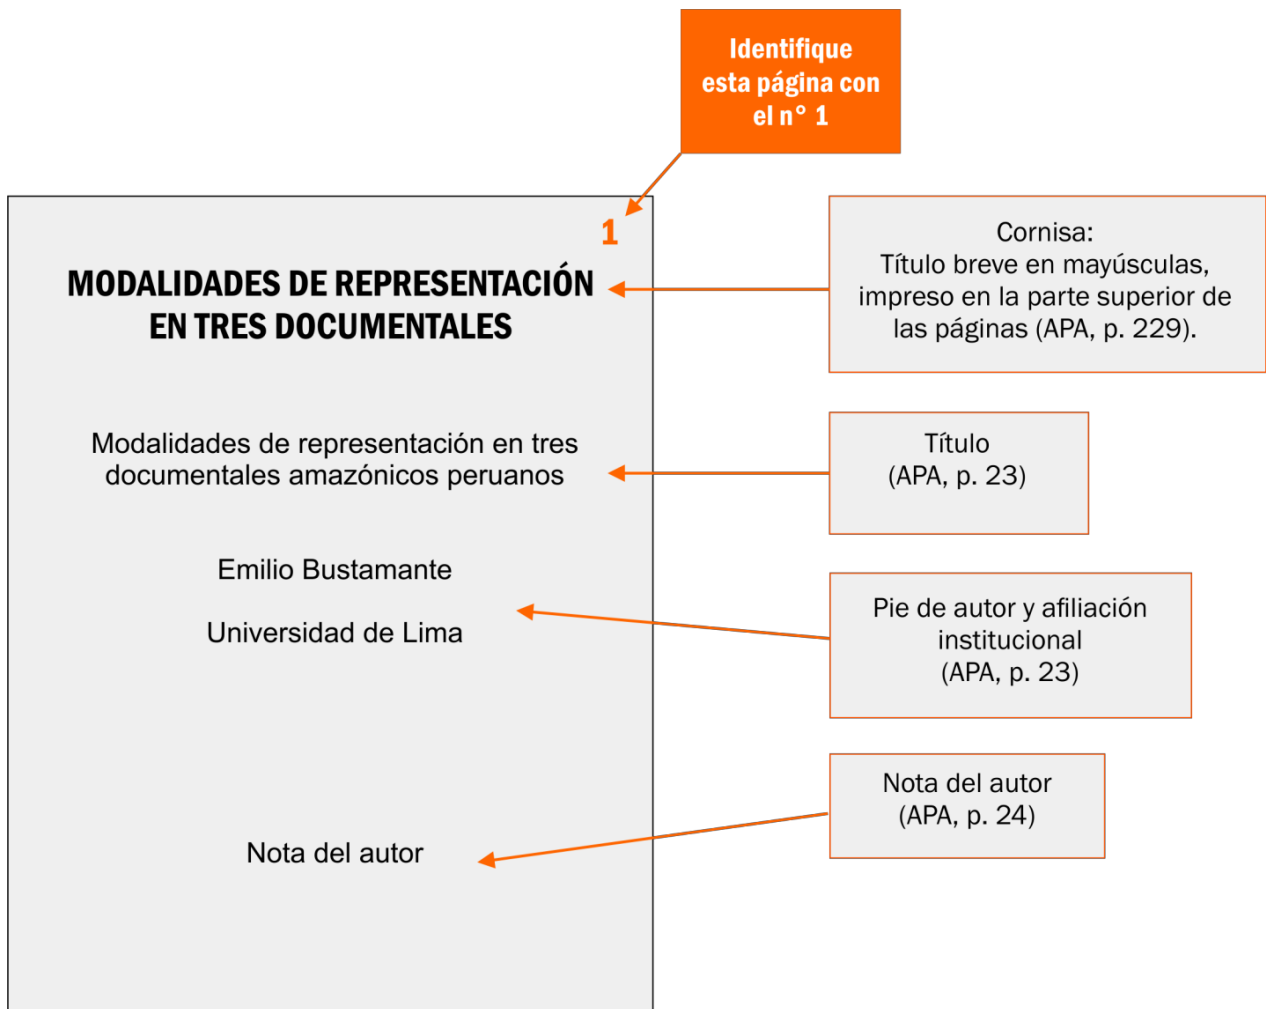 Identifique
esta página con
el n° 1
1
MODALIDADES DE REPRESENTACIÓN
EN TRES DOCUMENTALES
Cornisa:
Título breve en mayúsculas,
impreso en la parte superior de
las páginas (APA, p. 229).
Modalidades de representación en tres
documentales amazónicos peruanos
Título
(APA, p. 23)
Emilio Bustamante
Universidad de Lima
Pie de autor y afiliación
institucional
(APA, p. 23)
Nota del autor
Nota del autor
(APA, p. 24)